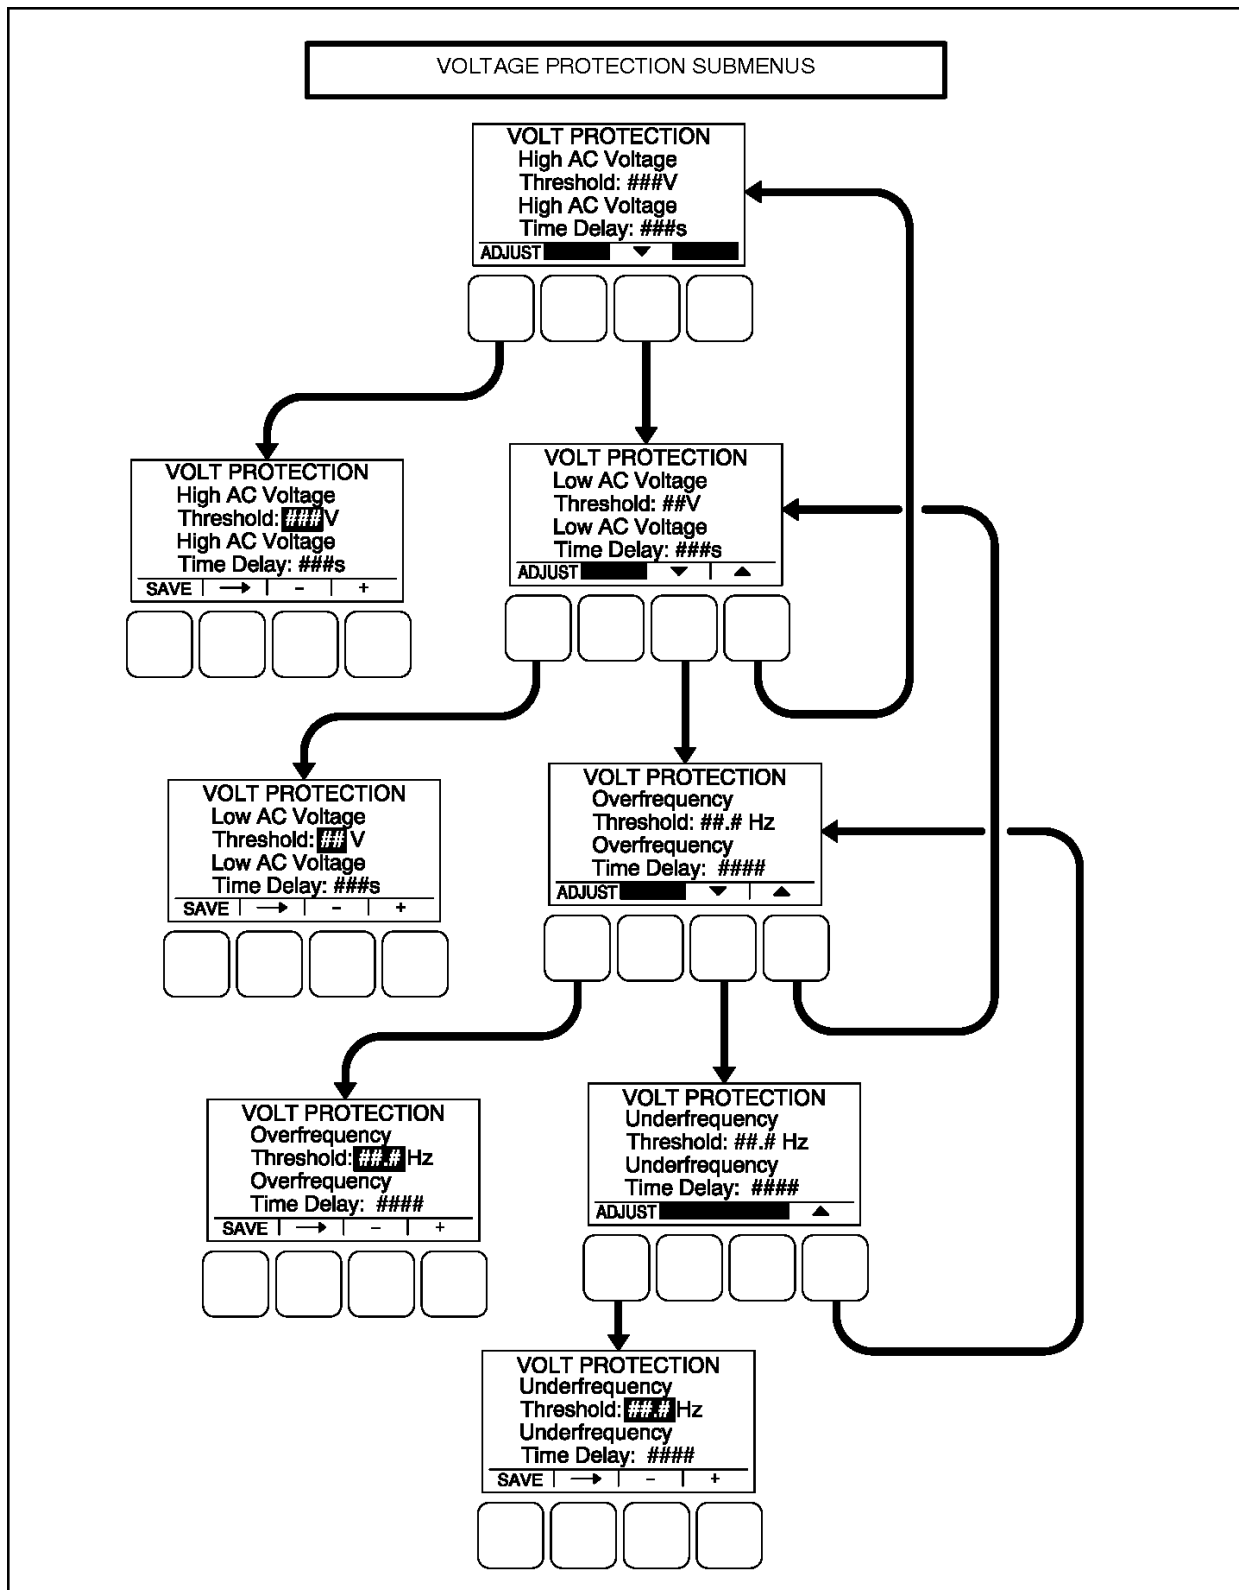 VOLTAGE PROTECTION SUBMENUS
VOLT PROTECTION
High AC Voltage
Threshold: ###V
High AC Voltage
Time Delay: ###s
ADJUST ▼
VOLT PROTECTION
High AC Voltage
Threshold: ###V
High AC Voltage
Time Delay: ###s
SAVE | → | - | +
VOLT PROTECTION
Low AC Voltage
Threshold: ##V
Low AC Voltage
Time Delay: ###s
ADJUST ▼ | ▲
VOLT PROTECTION
Low AC Voltage
Threshold: ## V
Low AC Voltage
Time Delay: ###s
SAVE | → | - | +
VOLT PROTECTION
Overfrequency
Threshold: ##.# Hz
Overfrequency
Time Delay: ####
ADJUST ▼ | ▲
VOLT PROTECTION
Overfrequency
Threshold: ##.# Hz
Overfrequency
Time Delay: ####
SAVE | → | - | +
VOLT PROTECTION
Underfrequency
Threshold: ##.# Hz
Underfrequency
Time Delay: ####
ADJUST ▲
VOLT PROTECTION
Underfrequency
Threshold: ##.# Hz
Underfrequency
Time Delay: ####
SAVE | → | - | +